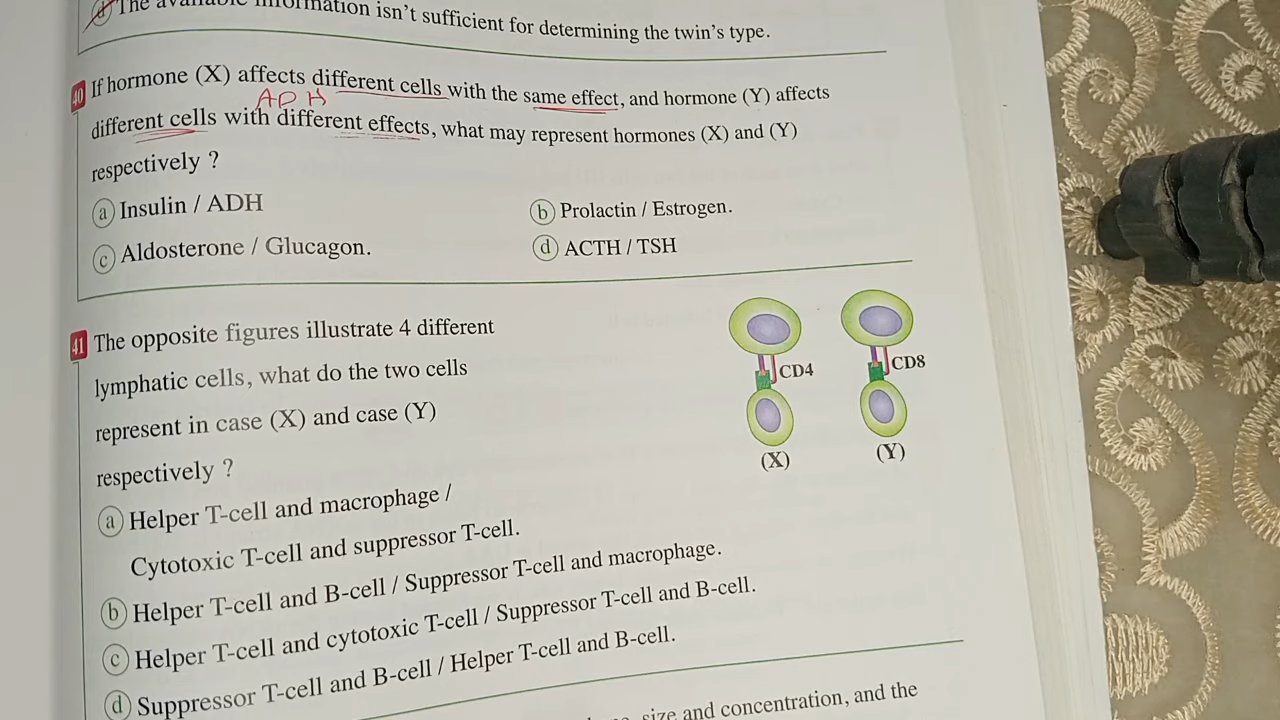 d The available information isn't sufficient for determining the twin's type.
40 If hormone (X) affects different cells with the same effect, and hormone (Y) affects
ADH
different cells with different effects, what may represent hormones (X) and (Y)
respectively ?
a Insulin / ADH
b Prolactin / Estrogen.
c Aldosterone / Glucagon.
d ACTH / TSH
41 The opposite figures illustrate 4 different
lymphatic cells, what do the two cells
represent in case (X) and case (Y)
respectively ?
CD4
CD8
(X)
(Y)
a Helper T-cell and macrophage /
Cytotoxic T-cell and suppressor T-cell.
b Helper T-cell and B-cell / Suppressor T-cell and macrophage.
c Helper T-cell and cytotoxic T-cell / Suppressor T-cell and B-cell.
d Suppressor T-cell and B-cell / Helper T-cell and B-cell.
size and concentration, and the